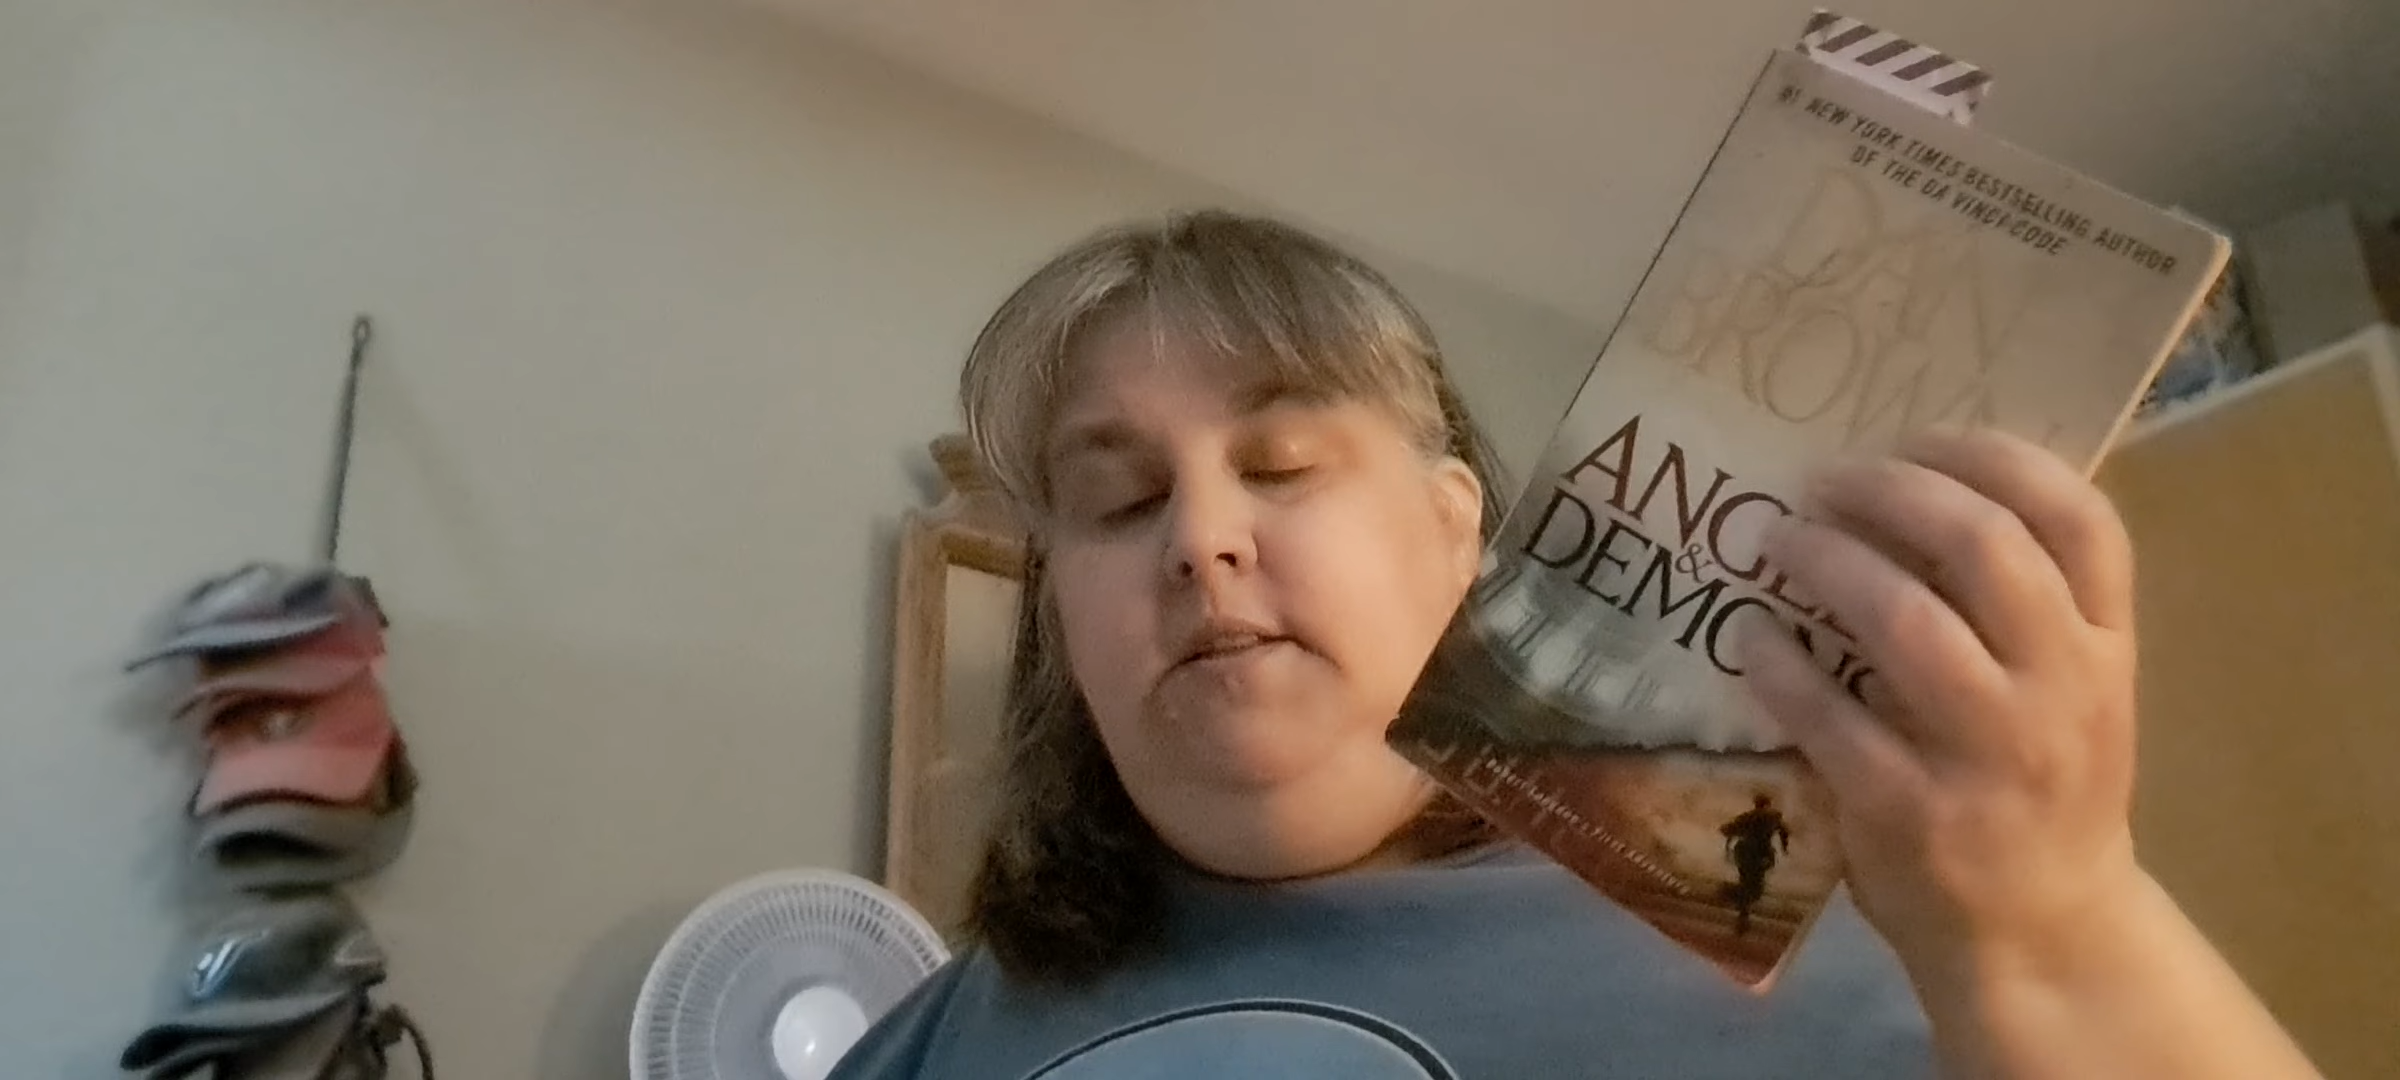 #1 NEW YORK TIMES BESTSELLING AUTHOR
OF THE DA VINCI CODE
DAN
BROWN
ANGELS
&
DEMONS